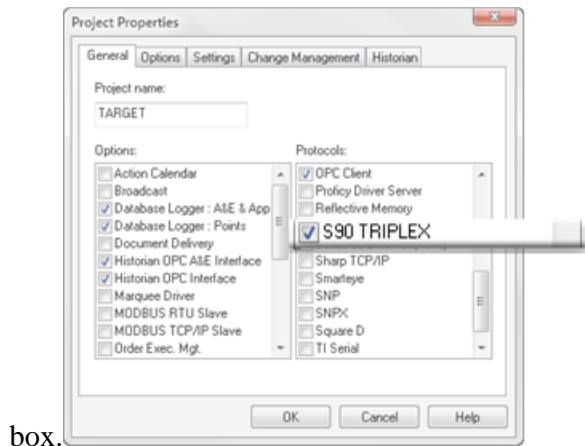 Project Properties
General Options Settings Change Management Historian
Project name:
TARGET
Options:
Action Calendar
Broadcast
Database Logger : A&E & App
Database Logger : Points
Document Delivery
Historian OPC A&E Interface
Historian OPC Interface
Marquee Driver
MODBUS RTU Slave
MODBUS TCP/IP Slave
Order Exec. Mgt.
Protocols:
OPC Client
Proficy Driver Server
Reflective Memory
S90 TRIPLEX
Sharp TCP/IP
Smarteye
SNP
SNPX
Square D
TI Serial
OK Cancel Help
box.